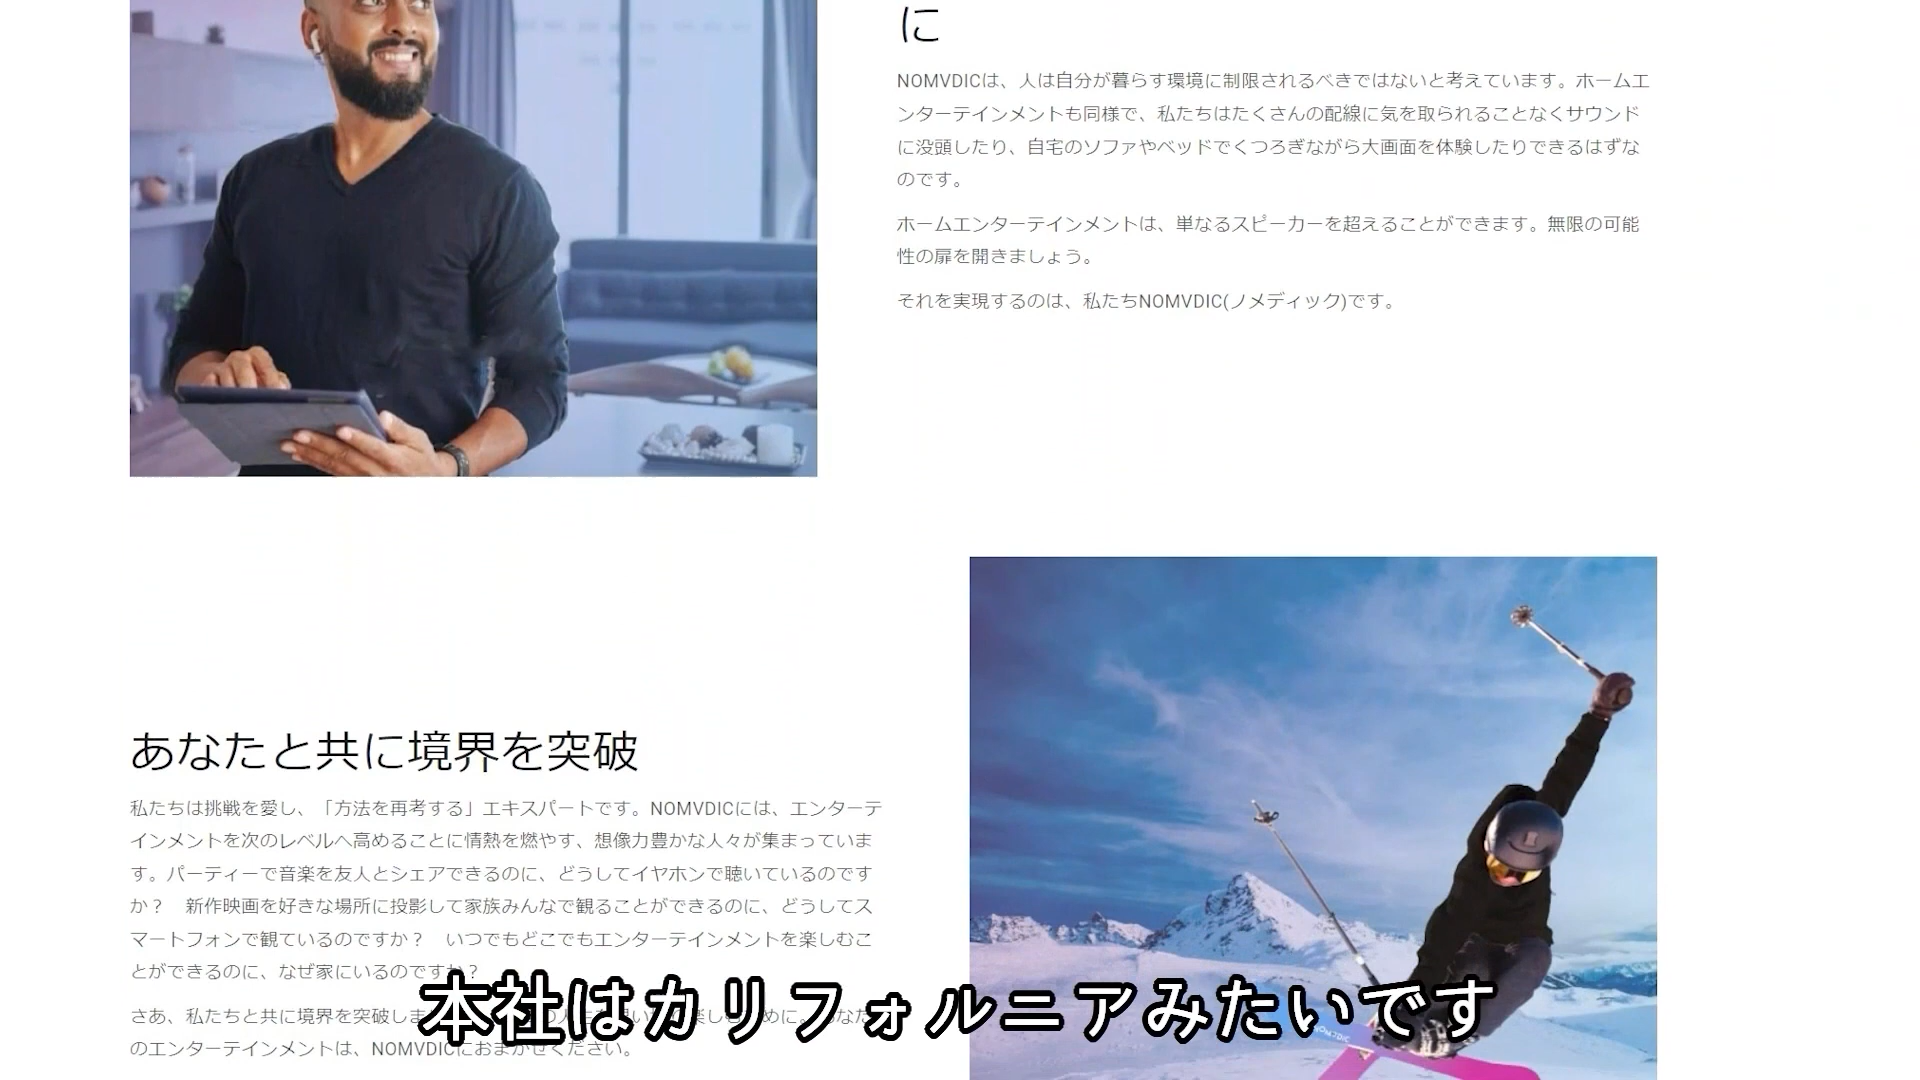 に
NOMVDICは、人は自分が暮らす環境に制限されるべきではないと考えています。ホームエ
ンターテインメントも同様で、私たちはたくさんの配線に気を取られることなくサウンド
に没頭したり、自宅のソファやベッドでくつろぎながら大画面を体験したりできるはずな
のです。
ホームエンターテインメントは、単なるスピーカーを超えることができます。無限の可能
性の扉を開きましょう。
それを実現するのは、私たちNOMVDIC(ノメディック)です。
あなたと共に境界を突破
私たちは挑戦を愛し、「方法を再考する」エキスパートです。NOMVDICには、エンターテ
インメントを次のレベルへ高めることに情熱を燃やす、想像力豊かな人々が集まっていま
す。パーティーで音楽を友人とシェアできるのに、どうしてイヤホンで聴いているのです
か？　新作映画を好きな場所に投影して家族みんなで観ることができるのに、どうしてス
マートフォンで観ているのですか？　いつでもどこでもエンターテインメントを楽しむこ
とができるのに、なぜ家にいるのですか？
さあ、私たちと共に境界を突破しま
のエンターテインメントは、NOMVDICにおまかせください。
本社はカリフォルニアみたいです